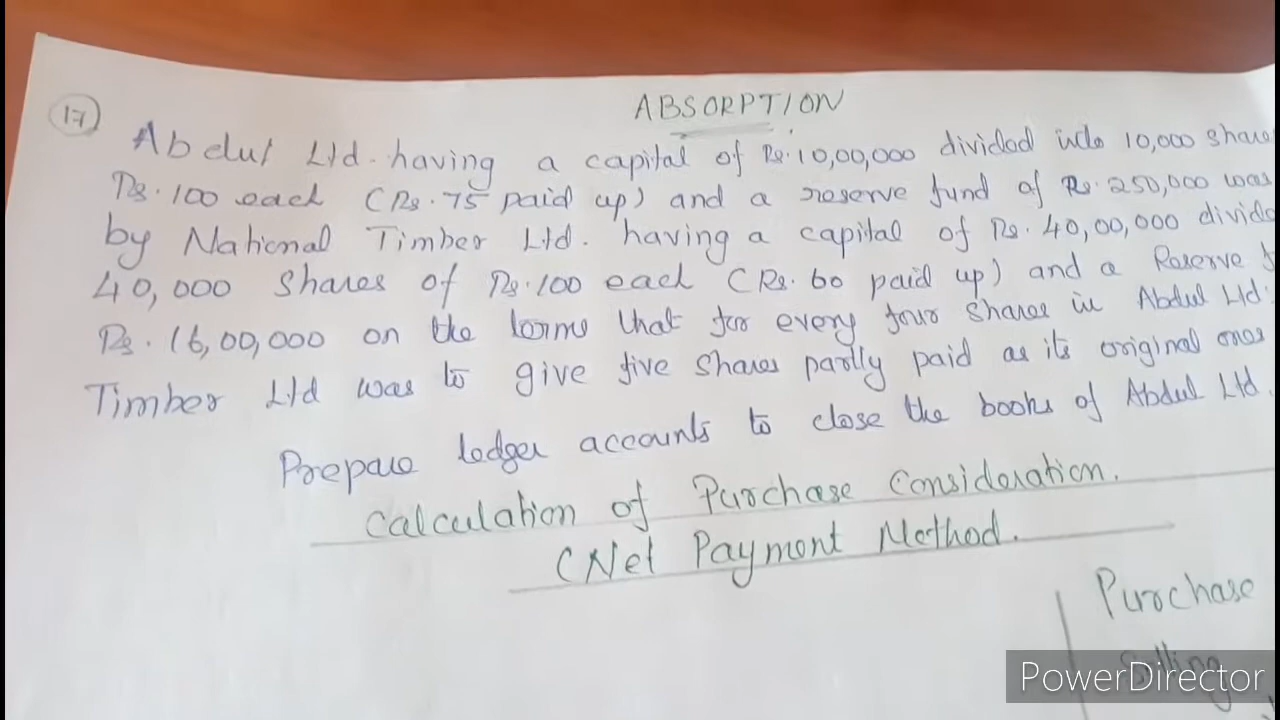 ABSORPTION
17
Abdul Ltd. having a capital of Rs. 10,00,000 divided into 10,000 share
Rs. 100 each (Rs. 75 paid up) and a reserve fund of Rs. 250,000 was
by National Timber Ltd. having a capital of Rs. 40,00,000 divide
40,000 Shares of Rs. 100 each (Rs. 60 paid up) and a Reserve f
Rs. 16,00,000 on the terms that for every four shares in Abdul Ltd.
Timber Ltd was to give five shares partly paid as its original ones
Prepare ledger accounts to close the books of Abdul Ltd.
Calculation of Purchase Consideration.
(Net Payment Method.
Purchase
Selling
PowerDirector